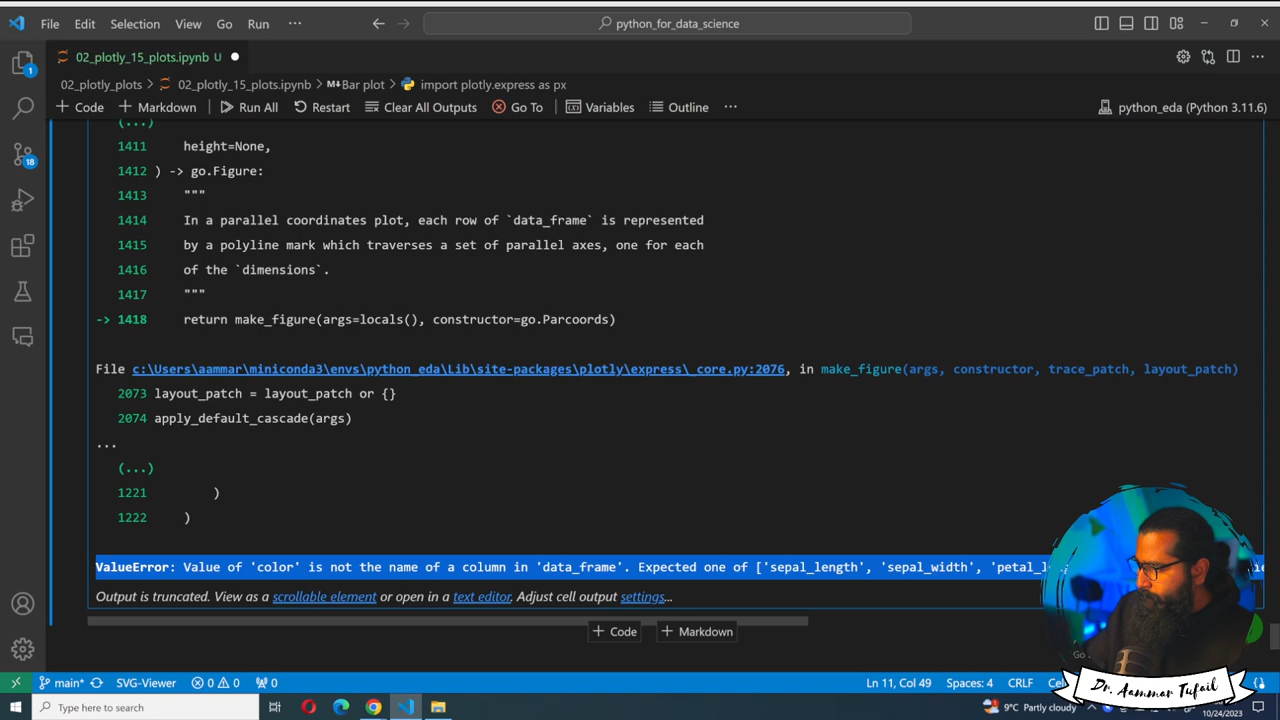 File Edit Selection View Go Run ··· python_for_data_science
02_plotly_15_plots.ipynb U
02_plotly_plots > 02_plotly_15_plots.ipynb > Bar plot > import plotly.express as px
+ Code + Markdown Run All Restart Clear All Outputs Go To Variables Outline ··· python_eda (Python 3.11.6)
(...)
1411 height=None,
1412 ) -> go.Figure:
1413 """
1414 In a parallel coordinates plot, each row of `data_frame` is represented
1415 by a polyline mark which traverses a set of parallel axes, one for each
1416 of the `dimensions`.
1417 """
-> 1418 return make_figure(args=locals(), constructor=go.Parcoords)
File c:\Users\aammar\miniconda3\envs\python_eda\Lib\site-packages\plotly\express\_core.py:2076, in make_figure(args, constructor, trace_patch, layout_patch)
2073 layout_patch = layout_patch or {}
2074 apply_default_cascade(args)
...
(...)
1221 )
1222 )
ValueError: Value of 'color' is not the name of a column in 'data_frame'. Expected one of ['sepal_length', 'sepal_width',
Output is truncated. View as a scrollable element or open in a text editor. Adjust cell output settings...
+ Code + Markdown
main* SVG-Viewer 0 0 0 Ln 11, Col 49 Spaces: 4 CRLF
Dr. Aammar Tufail
Type here to search 9°C Partly cloudy 10/24/2023
1
18